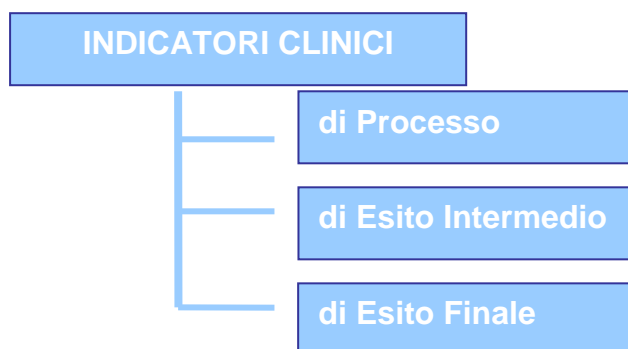 INDICATORI CLINICI
di Processo
di Esito Intermedio
di Esito Finale